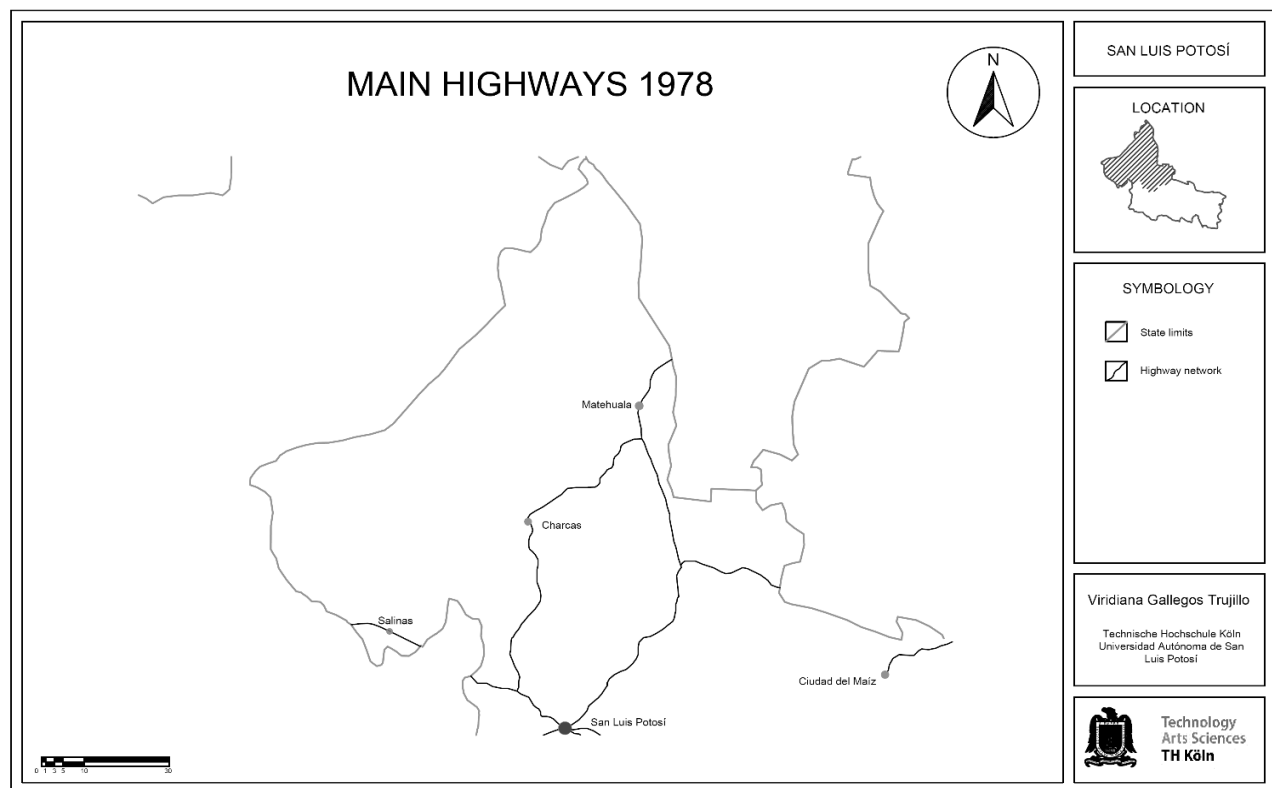 MAIN HIGHWAYS 1978
N
Matehuala
Charcas
Salinas
San Luis Potosí
Ciudad del Maíz
0 1 3 5 10 30
SAN LUIS POTOSÍ
LOCATION
SYMBOLOGY
State limits
Highway network
Viridiana Gallegos Trujillo
Technische Hochschule Köln
Universidad Autónoma de San
Luis Potosí
Technology
Arts Sciences
TH Köln